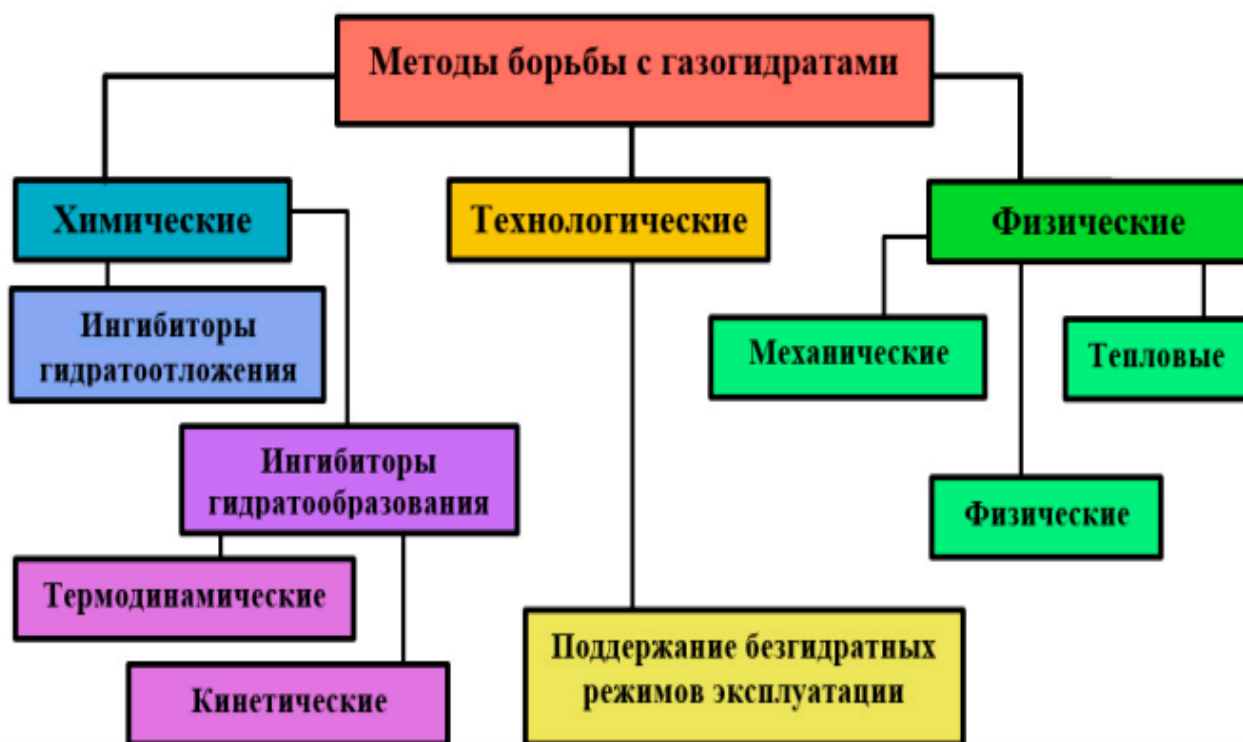 Методы борьбы с газогидратами
Химические
Технологические
Физические
Ингибиторы
гидратоотложения
Механические
Тепловые
Ингибиторы
гидратообразования
Физические
Термодинамические
Поддержание безгидратных
режимов эксплуатации
Кинетические